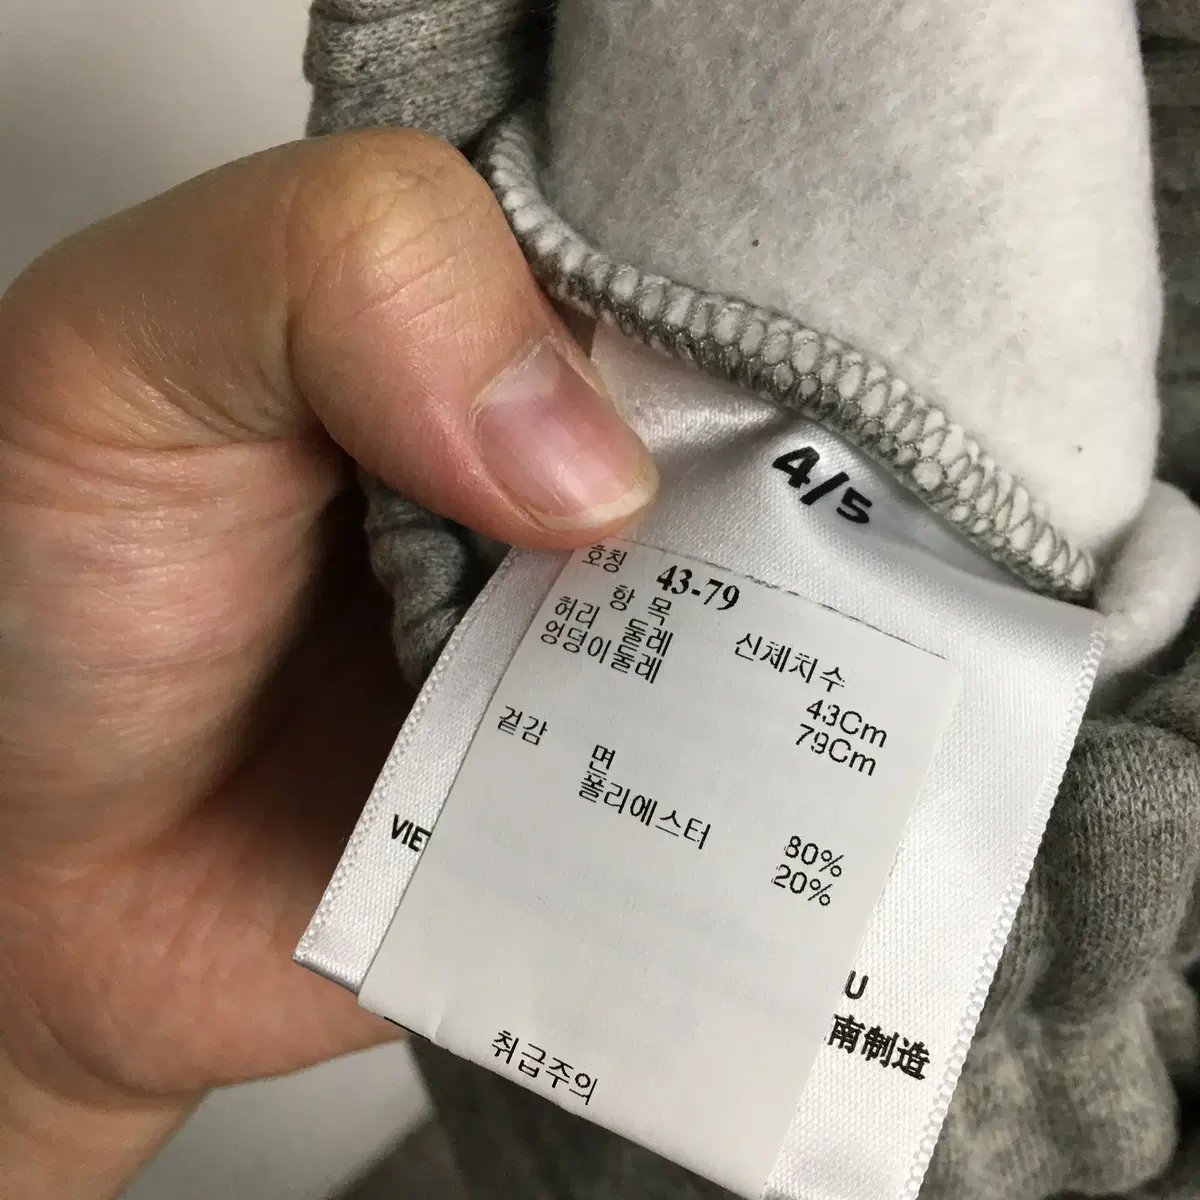 4/5
호칭 43-79
항 목 신체치수
허리 둘레 43Cm
엉덩이둘레 79Cm
겉감 면 80%
폴리에스터 20%
VIE
U
南制造
취급주의